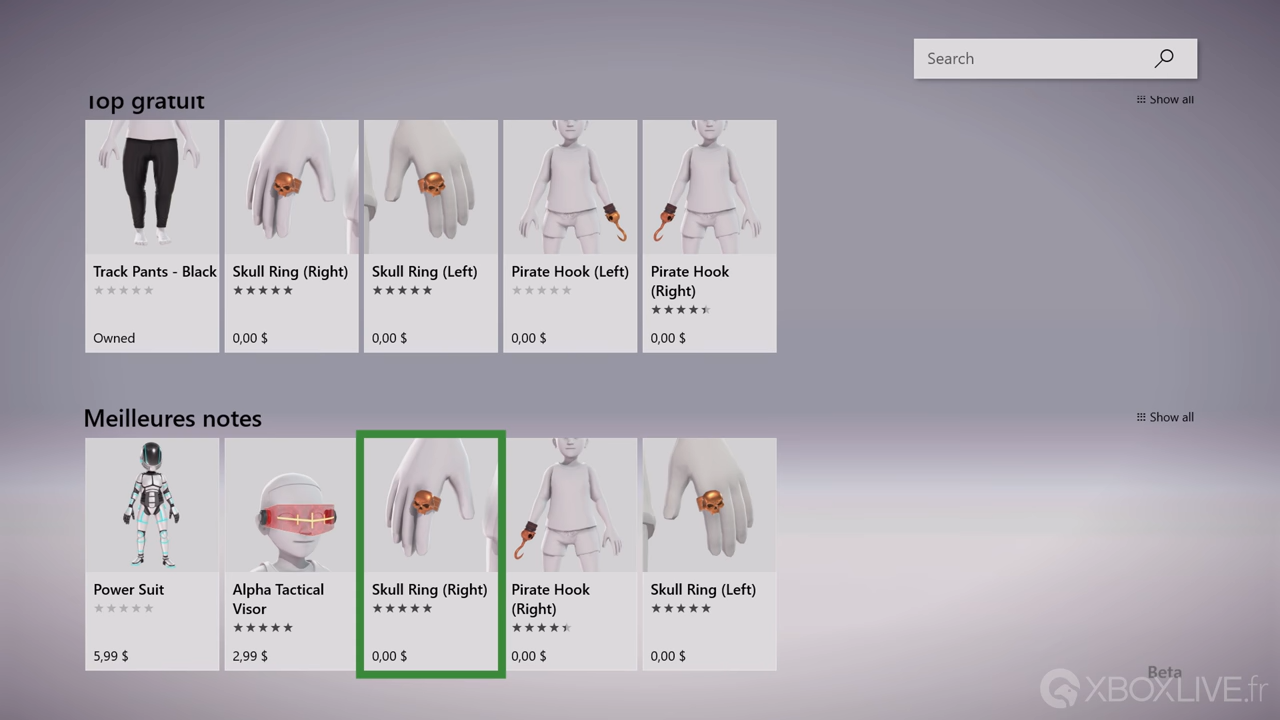 Search
Top gratuit
Show all
Track Pants - Black
Owned
Skull Ring (Right)
0,00 $
Skull Ring (Left)
0,00 $
Pirate Hook (Left)
0,00 $
Pirate Hook
(Right)
0,00 $
Meilleures notes
Show all
Power Suit
5,99 $
Alpha Tactical
Visor
2,99 $
Skull Ring (Right)
0,00 $
Pirate Hook
(Right)
0,00 $
Skull Ring (Left)
0,00 $
Beta
XBOXLIVE.fr